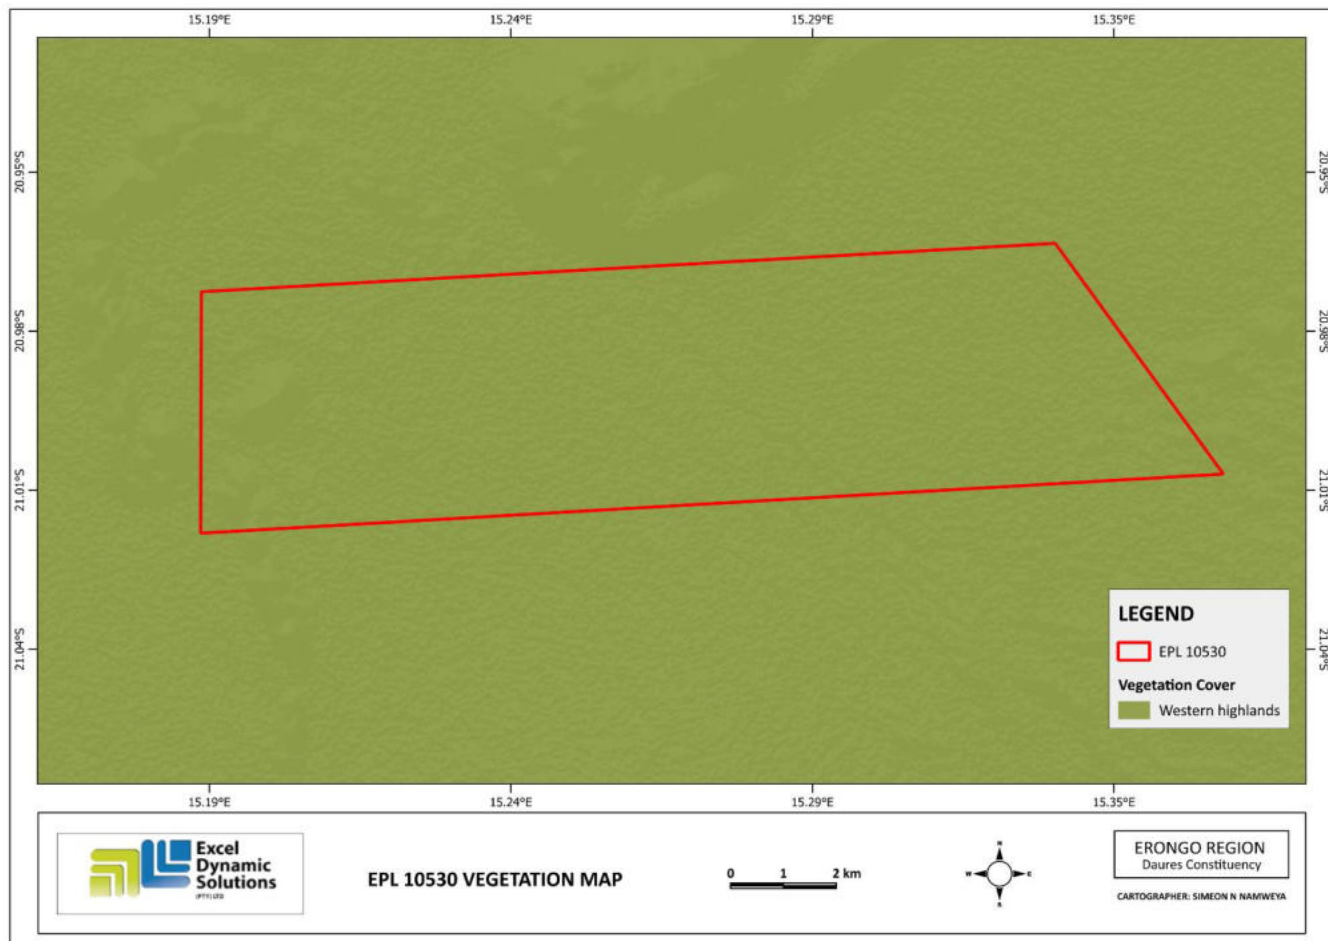 15.19°E 15.24°E 15.29°E 15.35°E
20.95°S 20.95°S
20.98°S 20.98°S
21.01°S 21.01°S
21.04°S 21.04°S
LEGEND
EPL 10530
Vegetation Cover
Western highlands
15.19°E 15.24°E 15.29°E 15.35°E
Excel
Dynamic
Solutions
(PTY) LTD
EPL 10530 VEGETATION MAP
0 1 2 km
N
W E
S
ERONGO REGION
Daures Constituency
CARTOGRAPHER: SIMEON N NAMWEYA